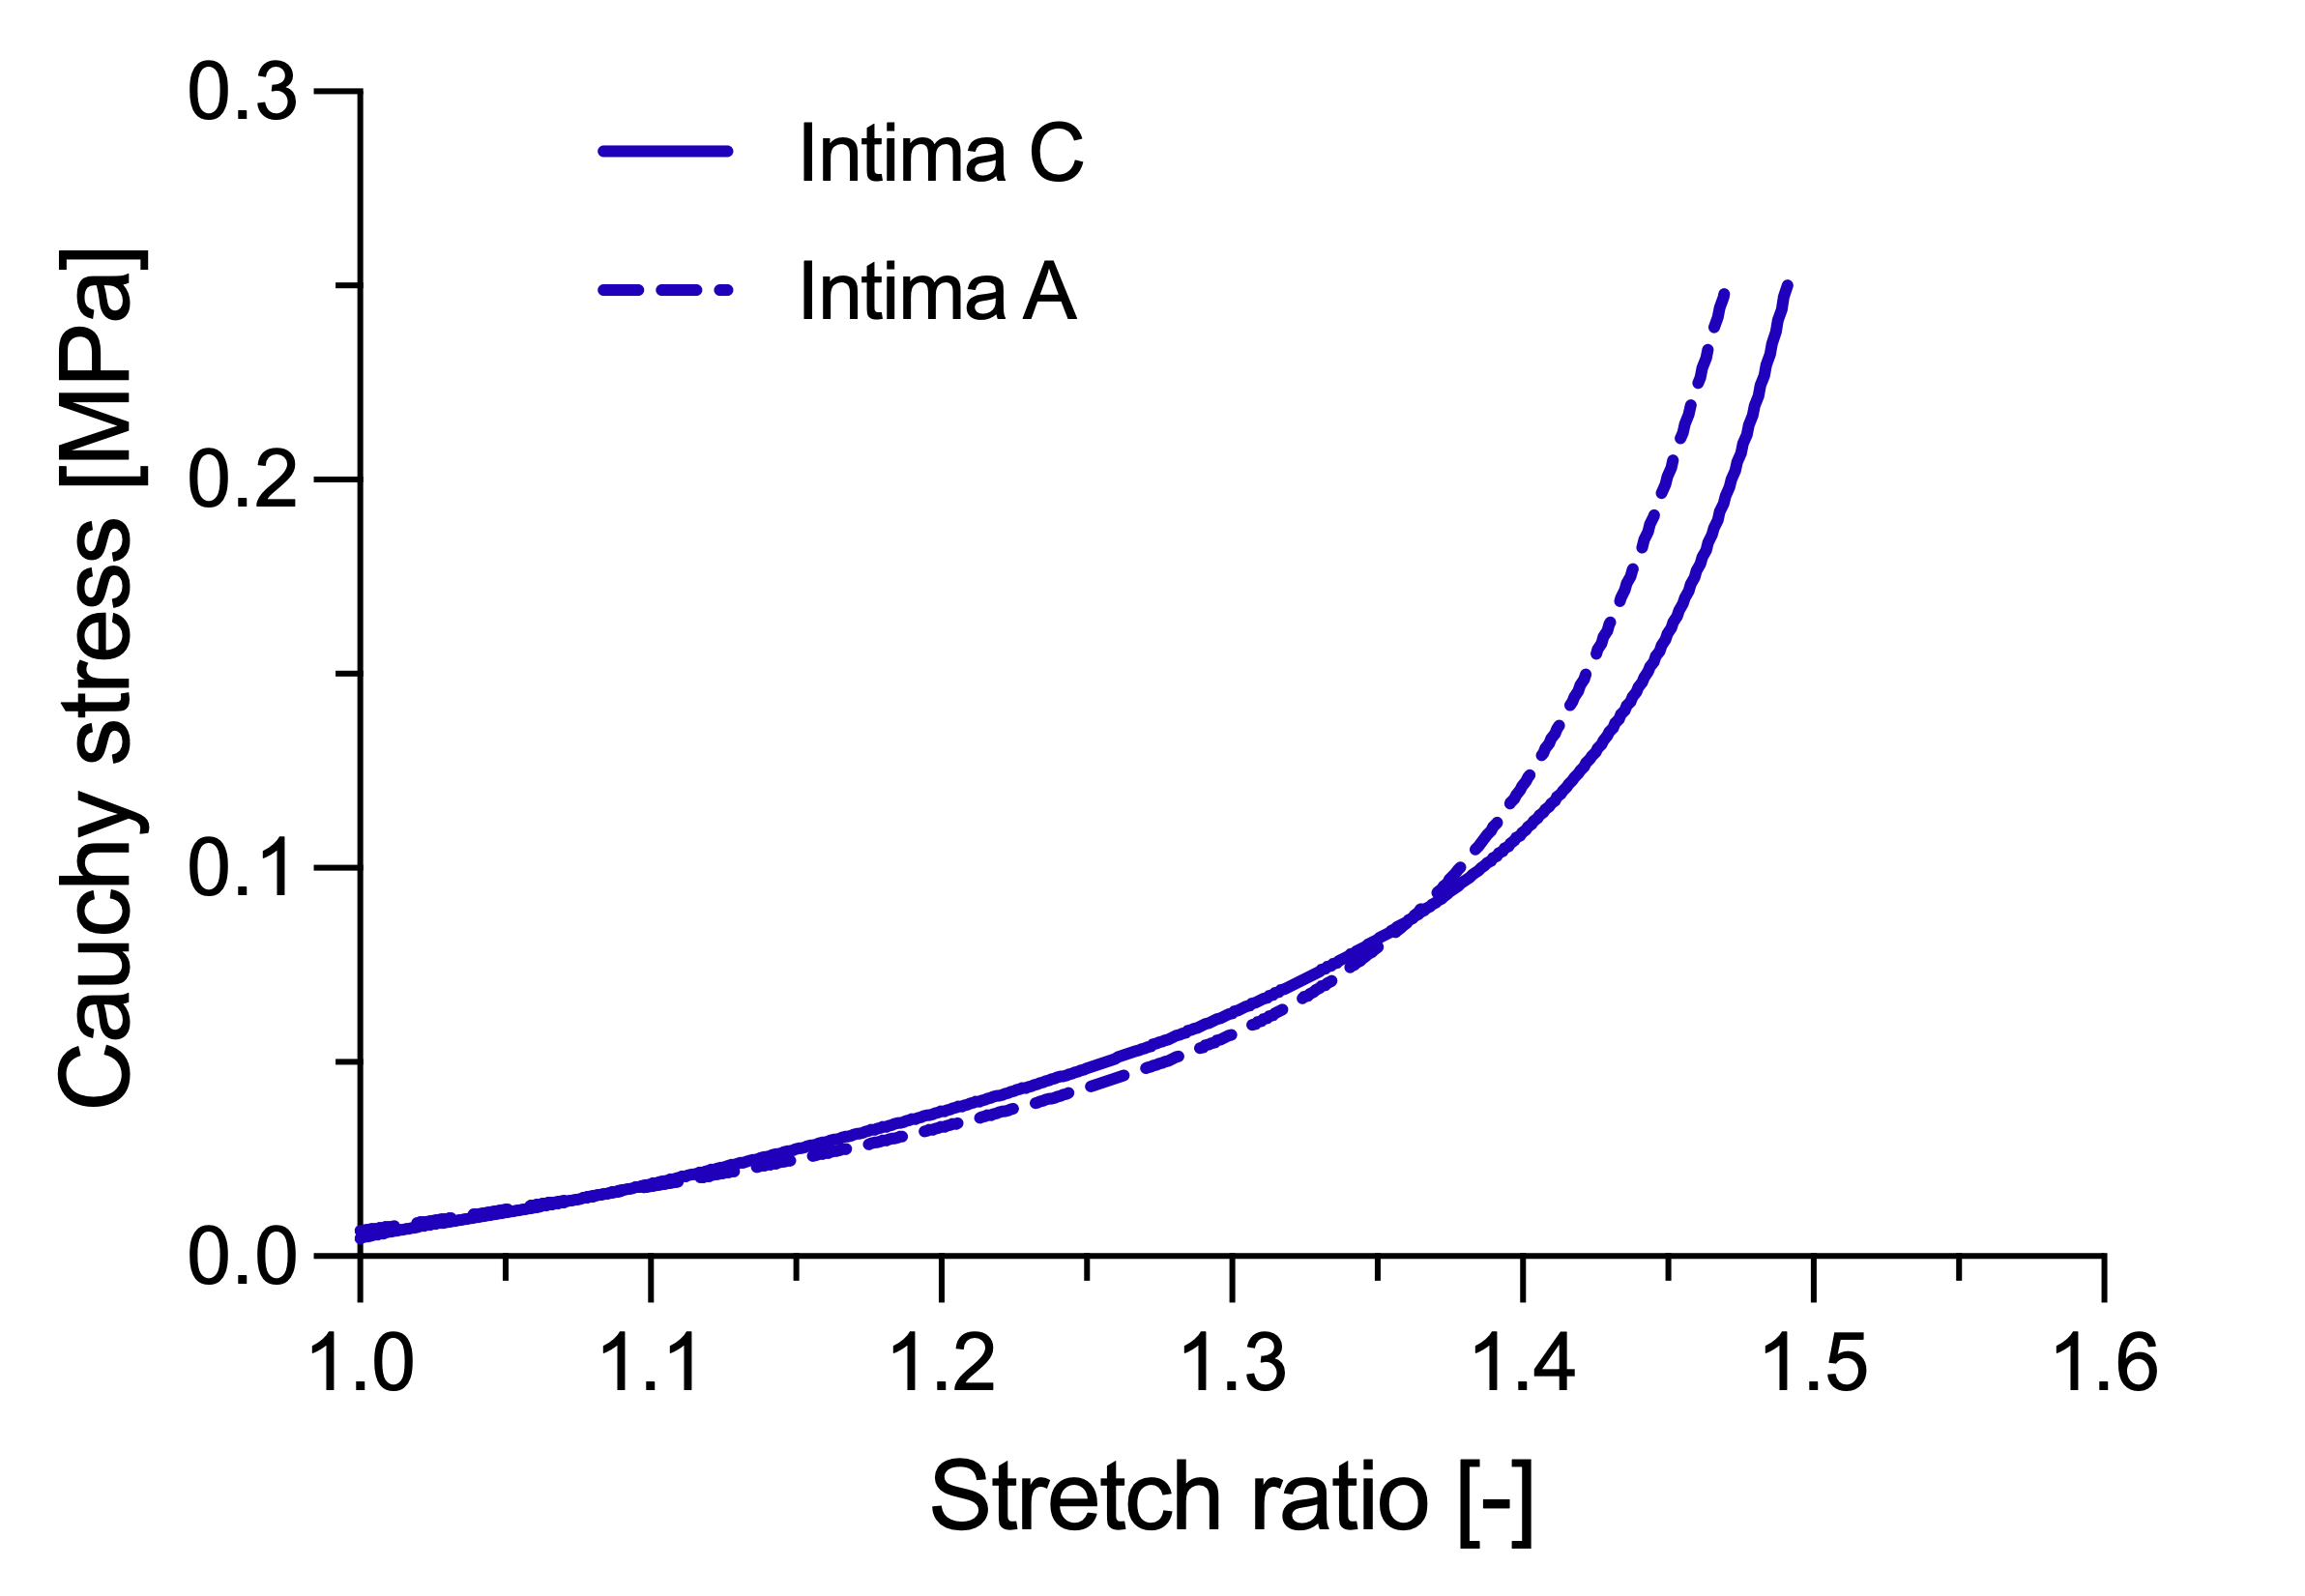 0.3
Intima C
Intima A
Cauchy stress [MPa]
0.2
0.1
0.0
1.0 1.1 1.2 1.3 1.4 1.5 1.6
Stretch ratio [-]